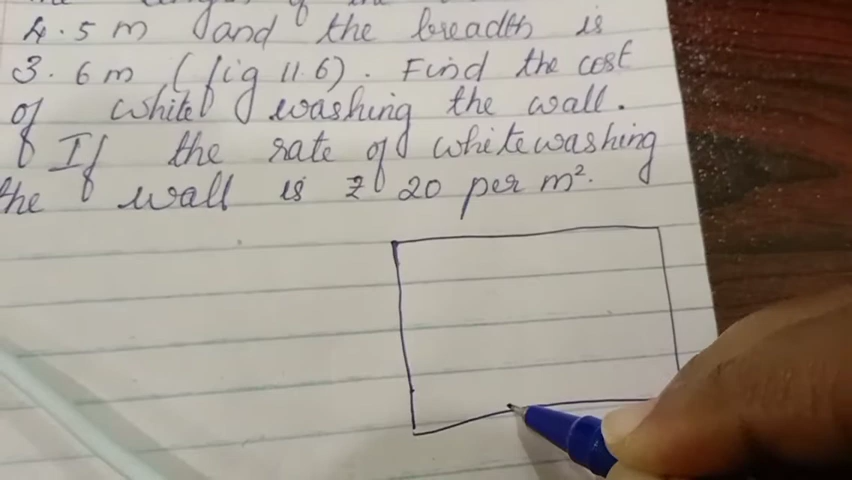 the
4.5 m and the breadth is
3.6 m (fig 11.6). Find the cost
of white washing the wall.
If the rate of whitewashing
the wall is ₹ 20 per m².